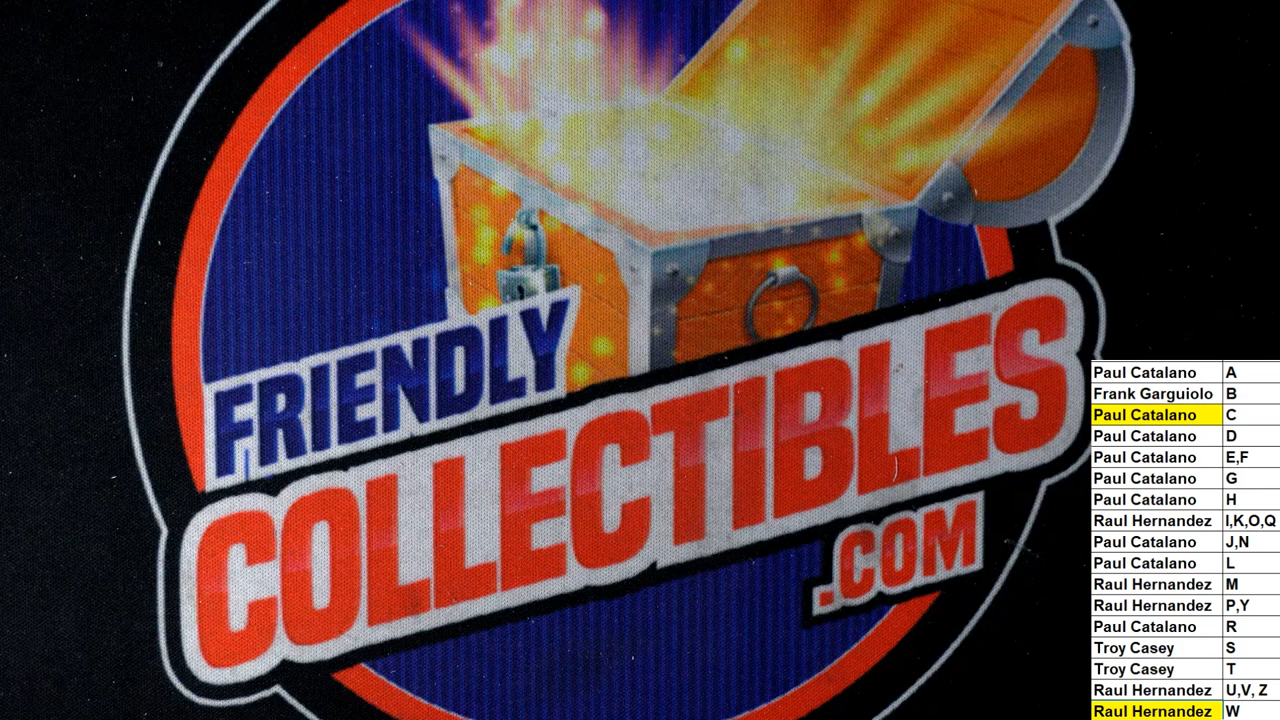 FRIENDLY
COLLECTIBLES
.COM
Paul Catalano A
Frank Garguiolo B
Paul Catalano C
Paul Catalano D
Paul Catalano E,F
Paul Catalano G
Paul Catalano H
Raul Hernandez I,K,O,Q
Paul Catalano J,N
Paul Catalano L
Raul Hernandez M
Raul Hernandez P,Y
Paul Catalano R
Troy Casey S
Troy Casey T
Raul Hernandez U,V, Z
Raul Hernandez W